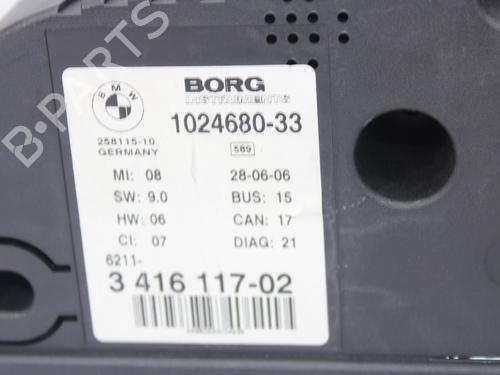 B-PARTS
BMW
BORG
INSTRUMENTS
1024680-33
258115-10
GERMANY
589
MI: 08 28-06-06
SW: 9.0 BUS: 15
HW: 06 CAN: 17
CI: 07 DIAG: 21
6211-
3 416 117-02